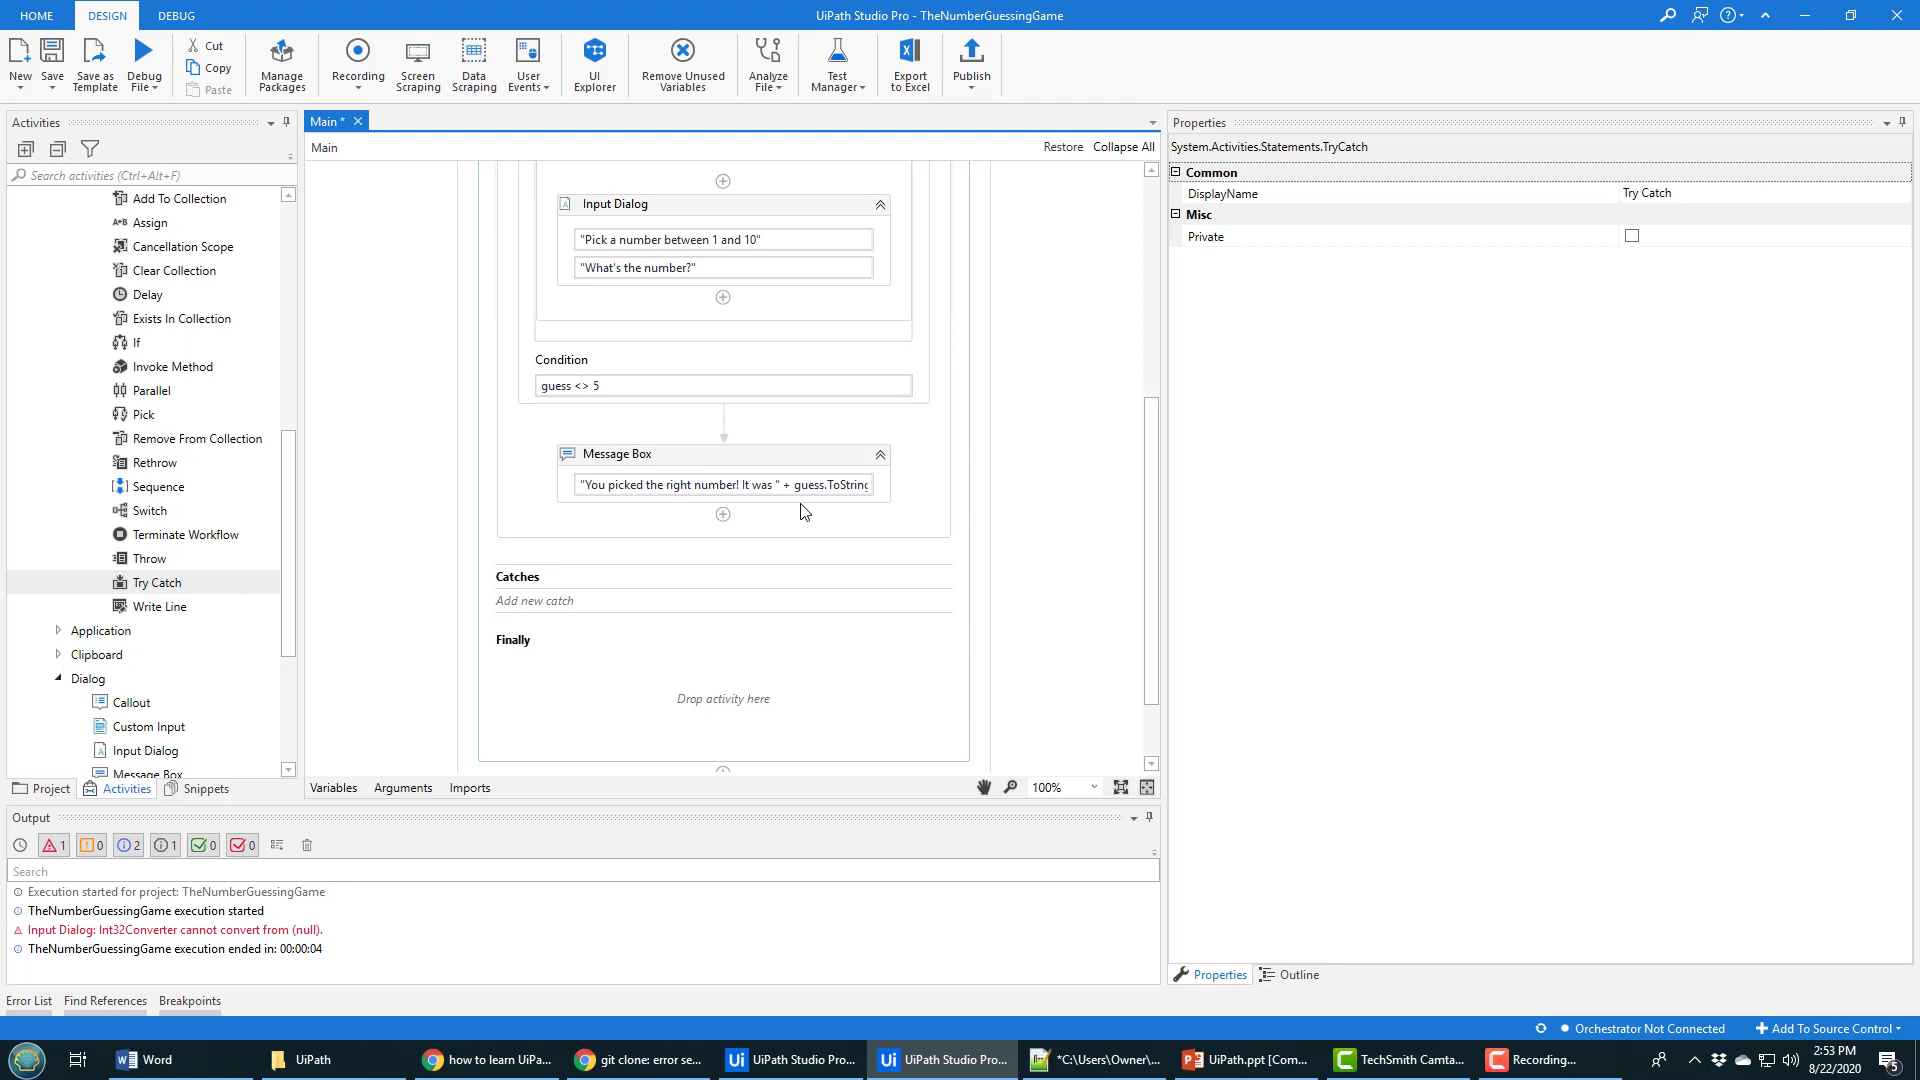 HOME
DESIGN
DEBUG
UiPath Studio Pro - TheNumberGuessingGame
New
Save
Save as
Template
Debug
File
Cut
Copy
Paste
Manage
Packages
Recording
Screen
Scraping
Data
Scraping
User
Events
UI
Explorer
Remove Unused
Variables
Analyze
File
Test
Manager
Export
to Excel
Publish
Activities
Search activities (Ctrl+Alt+F)
Add To Collection
Assign
Cancellation Scope
Clear Collection
Delay
Exists In Collection
If
Invoke Method
Parallel
Pick
Remove From Collection
Rethrow
Sequence
Switch
Terminate Workflow
Throw
Try Catch
Write Line
Application
Clipboard
Dialog
Callout
Custom Input
Input Dialog
Message Box
Project
Activities
Snippets
Main *
Main
Restore
Collapse All
Input Dialog
"Pick a number between 1 and 10"
"What's the number?"
Condition
guess <> 5
Message Box
"You picked the right number! It was " + guess.ToString
Catches
Add new catch
Finally
Drop activity here
Variables
Arguments
Imports
100%
Properties
System.Activities.Statements.TryCatch
Common
DisplayName
Try Catch
Misc
Private
Properties
Outline
Output
1
0
2
1
0
0
Search
Execution started for project: TheNumberGuessingGame
TheNumberGuessingGame execution started
Input Dialog: Int32Converter cannot convert from (null).
TheNumberGuessingGame execution ended in: 00:00:04
Error List
Find References
Breakpoints
Orchestrator Not Connected
Add To Source Control
Word
UiPath
how to learn UiPa...
git clone: error se...
UiPath Studio Pro...
UiPath Studio Pro...
*C:\Users\Owner\...
UiPath.ppt [Com...
TechSmith Camta...
Recording...
2:53 PM
8/22/2020
5